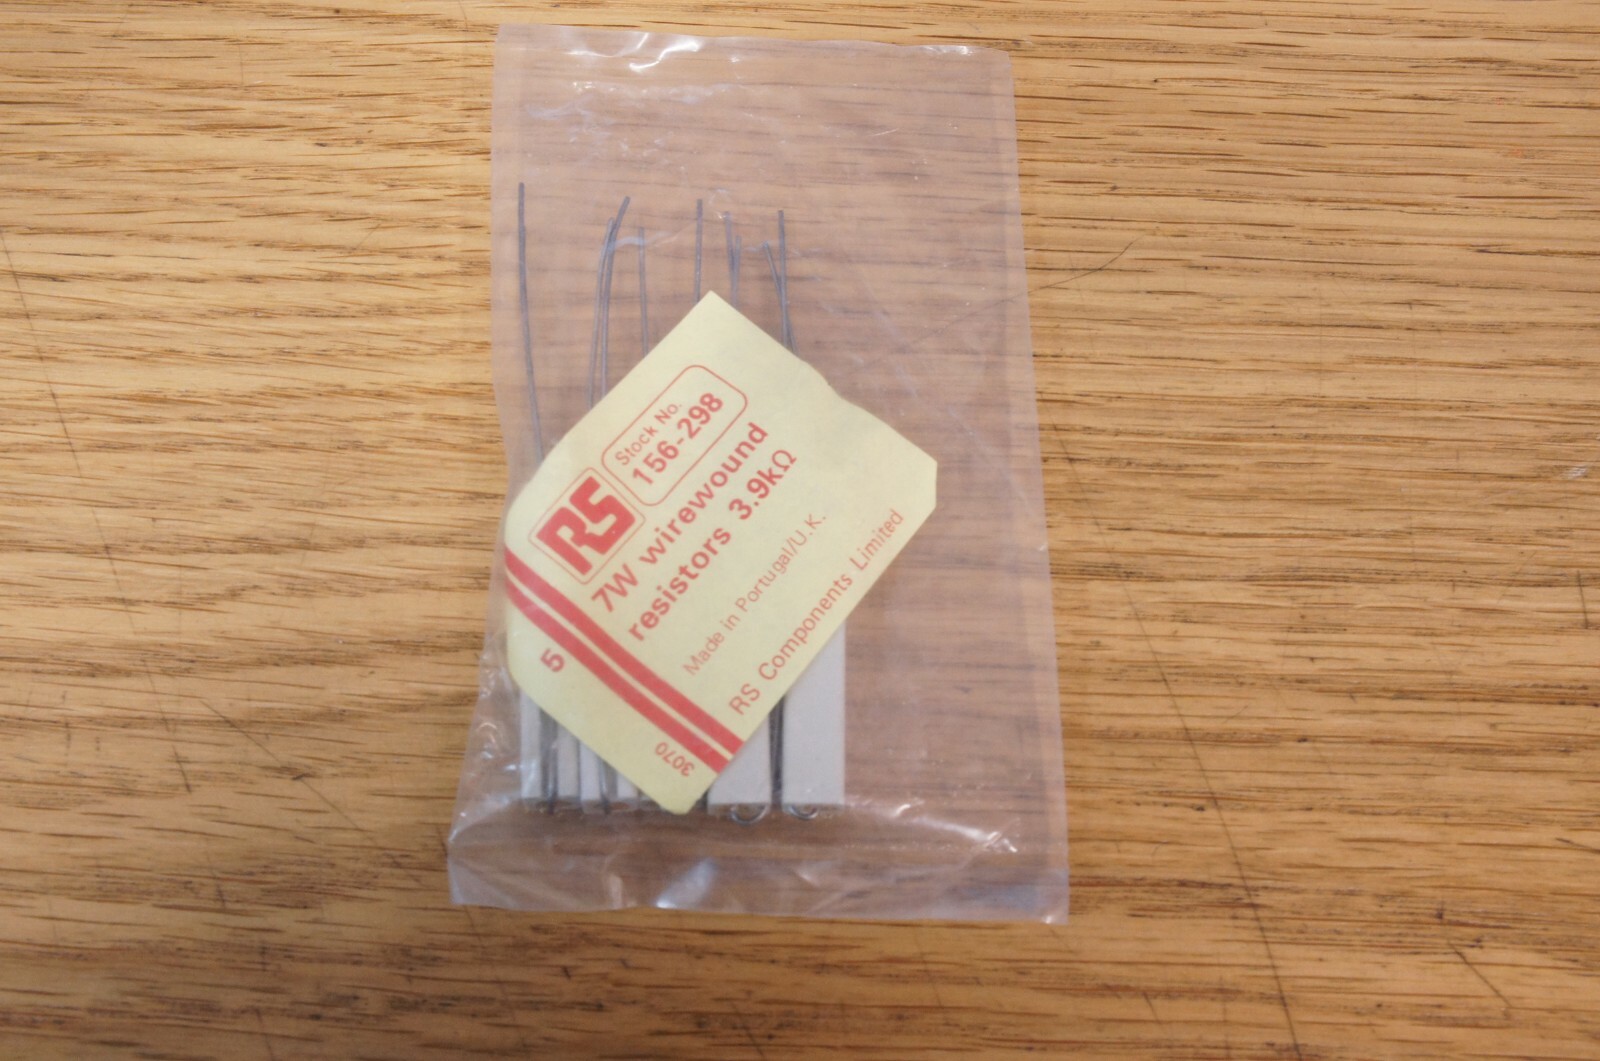 RS
Stock No.
156-298
7W wirewound
resistors 3.9kΩ
Made in Portugal/U.K.
RS Components Limited
5
3070